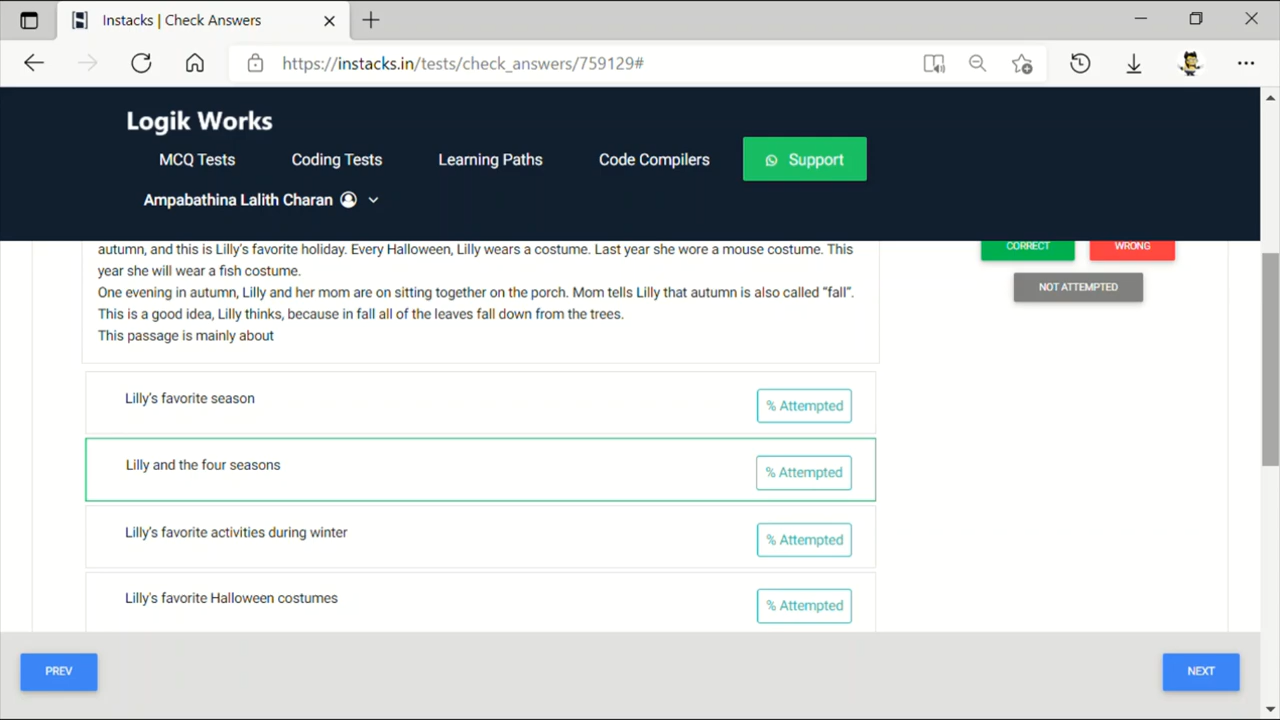 Instacks | Check Answers
https://instacks.in/tests/check_answers/759129#
Logik Works
MCQ Tests
Coding Tests
Learning Paths
Code Compilers
Support
Ampabathina Lalith Charan
autumn, and this is Lilly's favorite holiday. Every Halloween, Lilly wears a costume. Last year she wore a mouse costume. This
year she will wear a fish costume.
One evening in autumn, Lilly and her mom are on sitting together on the porch. Mom tells Lilly that autumn is also called “fall”.
This is a good idea, Lilly thinks, because in fall all of the leaves fall down from the trees.
This passage is mainly about
CORRECT
WRONG
NOT ATTEMPTED
Lilly's favorite season
% Attempted
Lilly and the four seasons
% Attempted
Lilly's favorite activities during winter
% Attempted
Lilly's favorite Halloween costumes
% Attempted
PREV
NEXT